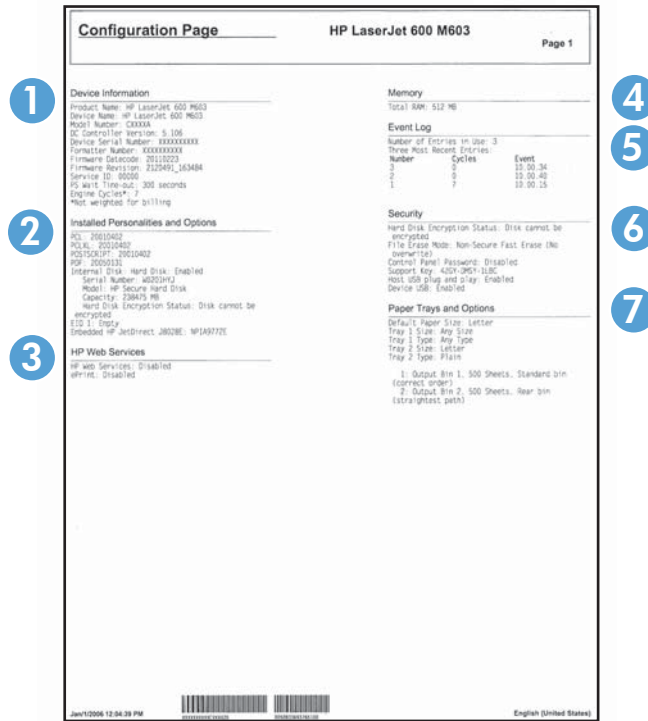 Configuration Page
HP LaserJet 600 M603
Page 1
1
Device Information
Product Name: HP LaserJet 600 M603
Device Name: HP LaserJet 600 M603
Model Number: CXXXXA
DC Controller Version: 5.106
Device Serial Number: XXXXXXXXXX
Formatter Number: XXXXXXXXXX
Firmware Datecode: 20110223
Firmware Revision: 2120491_163484
Service ID: 00000
PS Wait Time-out: 300 seconds
Engine Cycles*: 7
*Not weighted for billing
2
Installed Personalities and Options
PCL: 20010402
PCLXL: 20010402
POSTSCRIPT: 20010402
PDF: 20050131
Internal Disk: Hard Disk: Enabled
Serial Number: W0201HYJ
Model: HP Secure Hard Disk
Capacity: 238475 MB
Hard Disk Encryption Status: Disk cannot be
encrypted
EIO 1: Empty
Enbedded HP JetDirect J8028E: NPIA9772E
3
HP Web Services
HP Web Services: Disabled
ePrint: Disabled
4
Memory
Total RAM: 512 MB
5
Event Log
Number of Entries in Use: 3
Three Most Recent Entries:
Number Cycles Event
3 0 10.00.34
2 0 10.00.40
1 7 10.00.15
6
Security
Hard Disk Encryption Status: Disk cannot be
encrypted
File Erase Mode: Non-Secure Fast Erase (No
overwrite)
Control Panel Password: Disabled
Support Key: 42GY-3MSY-1LBC
Host USB plug and play: Enabled
Device USB: Enabled
7
Paper Trays and Options
Default Paper Size: Letter
Tray 1 Size: Any Size
Tray 1 Type: Any Type
Tray 2 Size: Letter
Tray 2 Type: Plain
1: Output Bin 1, 500 Sheets, Standard bin
(correct order)
2: Output Bin 2, 500 Sheets, Rear bin
(straightest path)
Jan/1/2006 12:04:39 PM
English (United States)